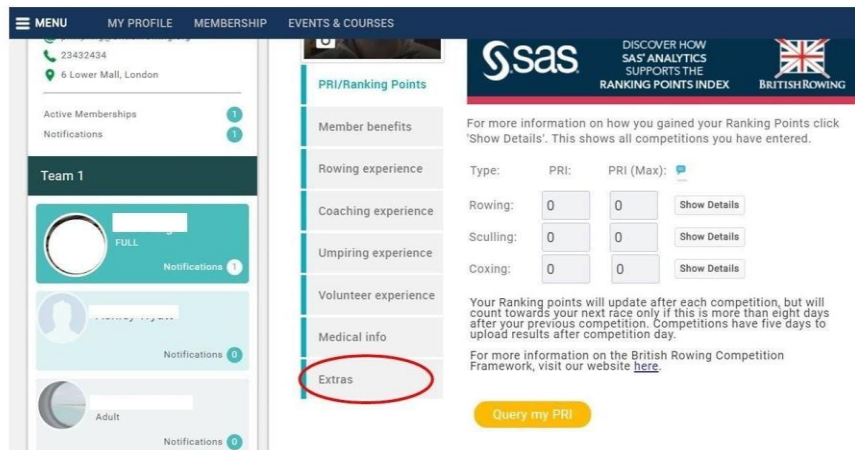 MENU
MY PROFILE
MEMBERSHIP
EVENTS & COURSES
23432434
6 Lower Mall, London
Active Memberships 1
Notifications 1
Team 1
FULL
Notifications 1
Notifications 0
Adult
Notifications 0
PRI/Ranking Points
Member benefits
Rowing experience
Coaching experience
Umpiring experience
Volunteer experience
Medical info
Extras
sas
DISCOVER HOW
SAS' ANALYTICS
SUPPORTS THE
RANKING POINTS INDEX
BRITISH ROWING
For more information on how you gained your Ranking Points click
'Show Details'. This shows all competitions you have entered.
Type: PRI: PRI (Max):
Rowing: 0 0 Show Details
Sculling: 0 0 Show Details
Coxing: 0 0 Show Details
Your Ranking points will update after each competition, but will
count towards your next race only if this is more than eight days
after your previous competition. Competitions have five days to
upload results after competition day.
For more information on the British Rowing Competition
Framework, visit our website here.
Query my PRI